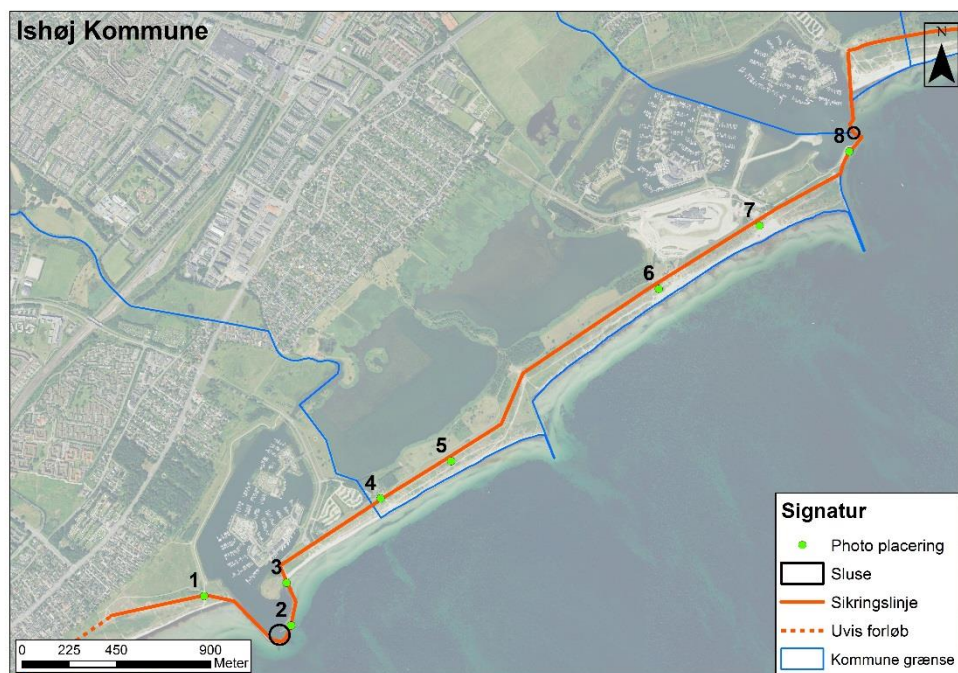 Ishøj Kommune
N
8
7
6
5
4
3
1
2
Signatur
Photo placering
Sluse
Sikringslinje
Uvis forløb
Kommune grænse
0 225 450 900
Meter